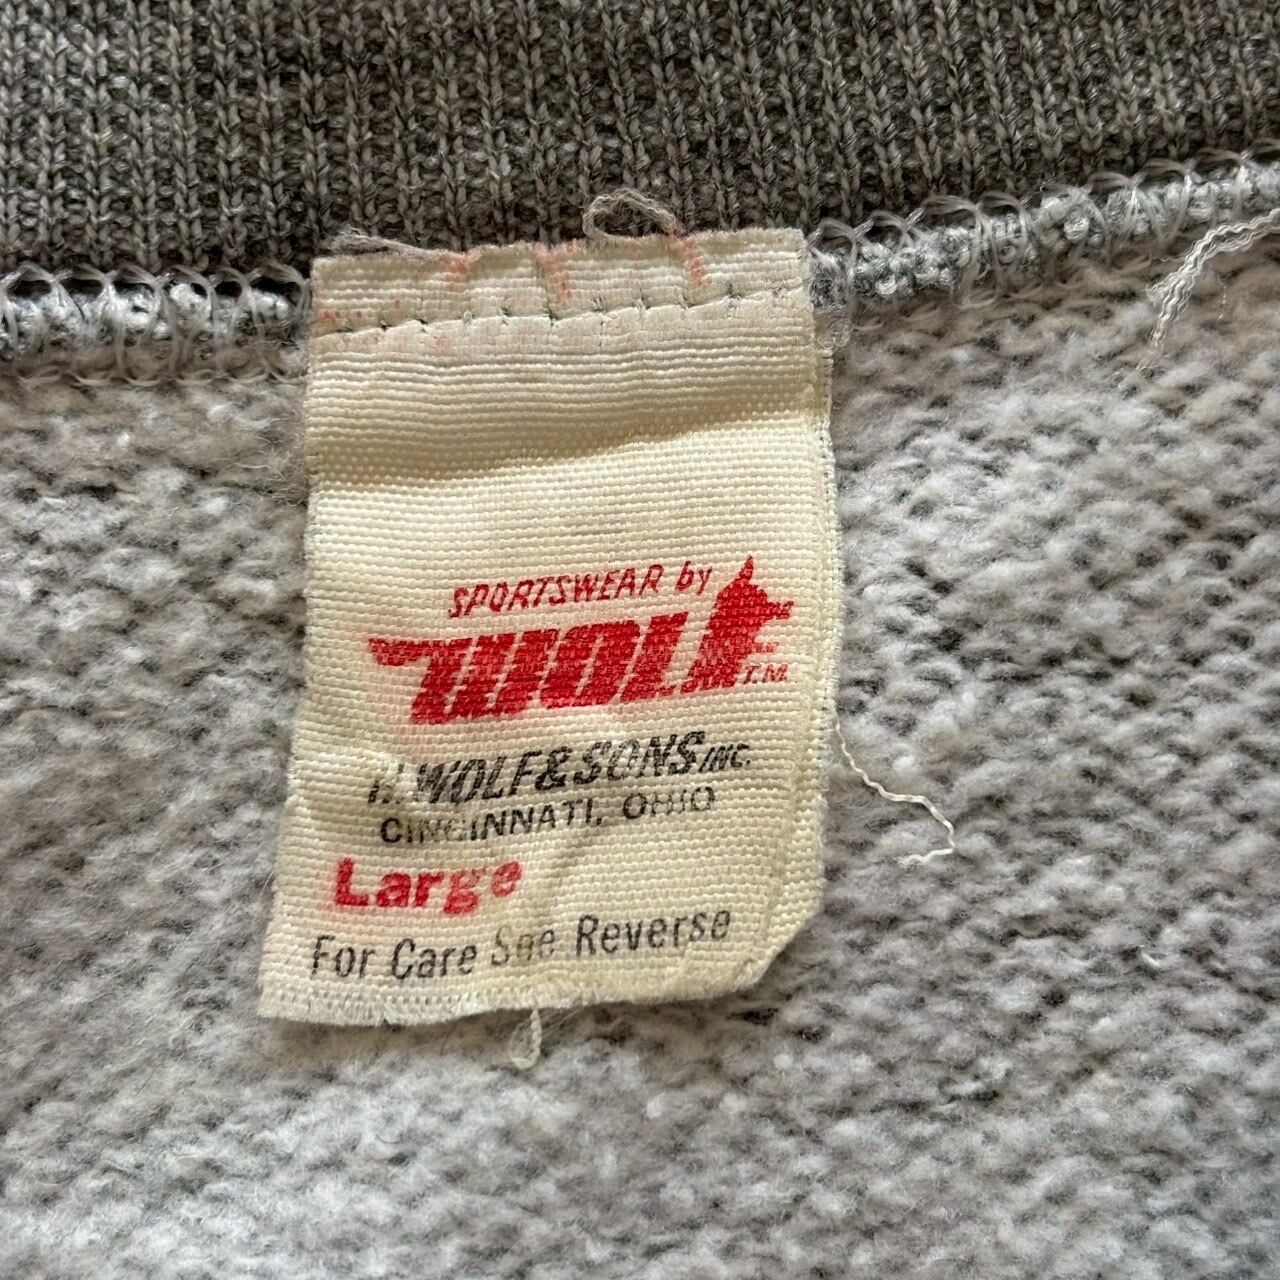 SPORTSWEAR by
WOLF T.M.
H. WOLF & SONS INC.
CINCINNATI, OHIO
Large
For Care See Reverse